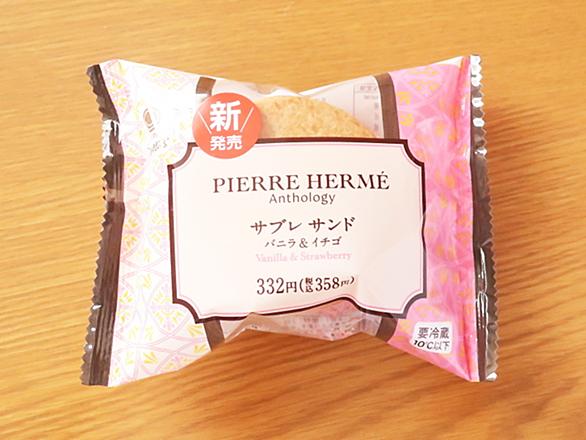 新
発売
PIERRE HERMÉ
Anthology
サブレ サンド
バニラ&イチゴ
Vanilla & Strawberry
332円(税込358円)
要冷蔵
10℃以下